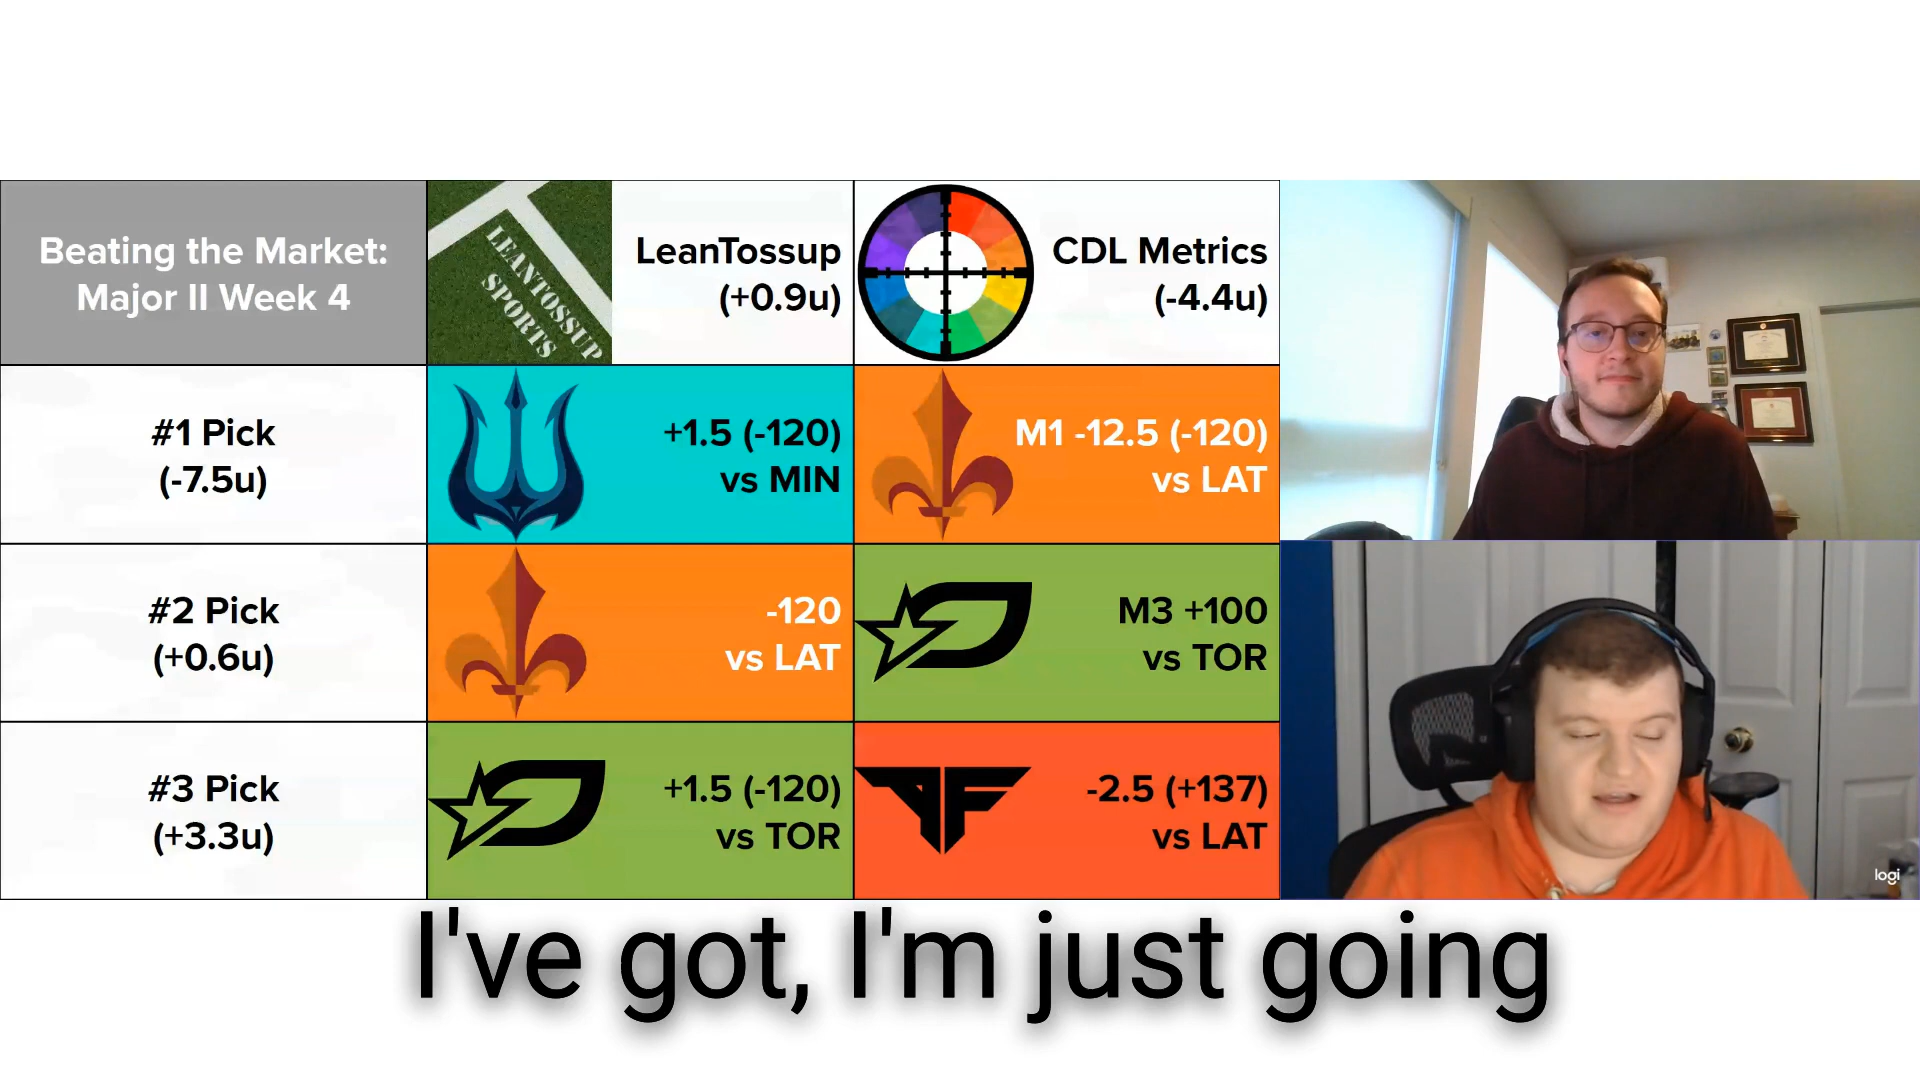 Beating the Market:
Major II Week 4
LEANTOSSUP
SPORTS
LeanTossup
(+0.9u)
CDL Metrics
(-4.4u)
#1 Pick
(-7.5u)
+1.5 (-120)
vs MIN
M1 -12.5 (-120)
vs LAT
#2 Pick
(+0.6u)
-120
vs LAT
M3 +100
vs TOR
#3 Pick
(+3.3u)
+1.5 (-120)
vs TOR
-2.5 (+137)
vs LAT
logi
I've got, I'm just going